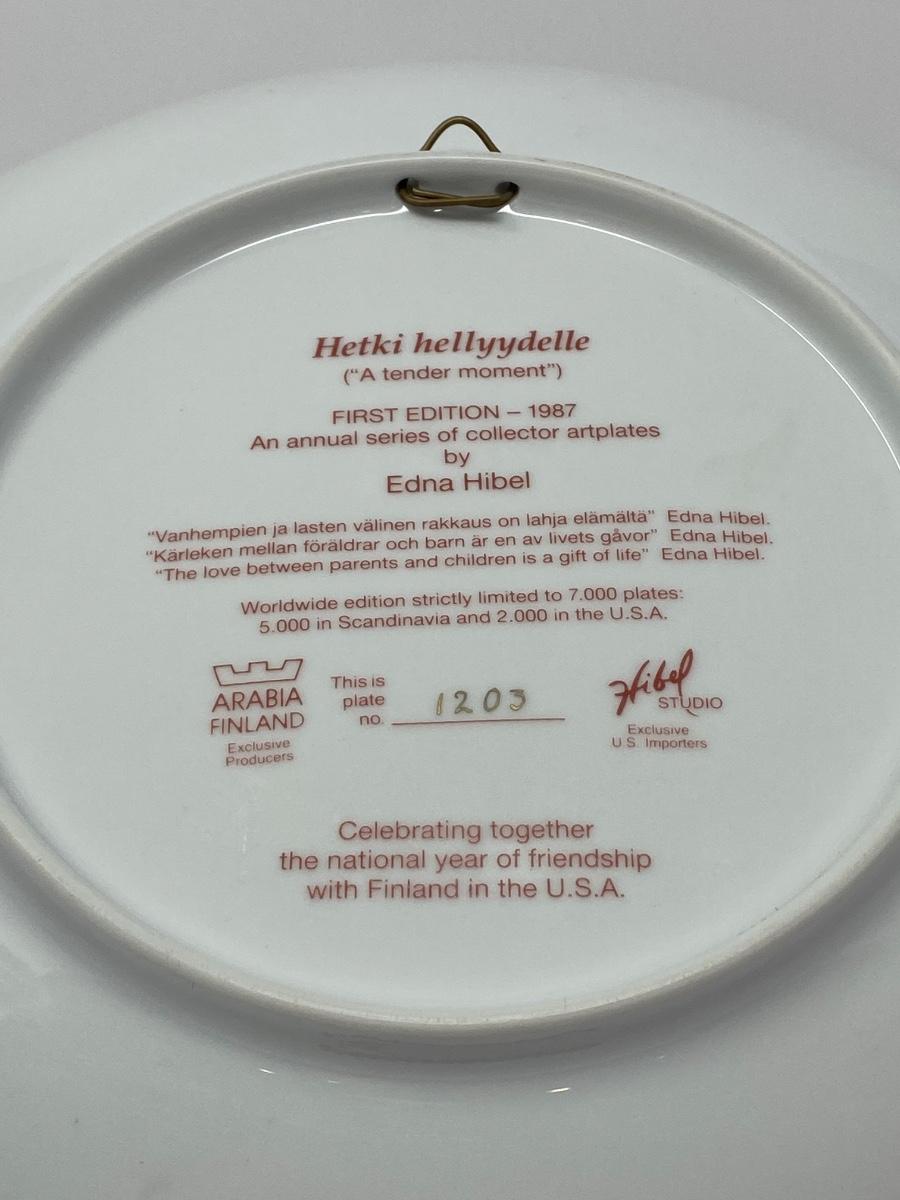 Hetki hellyydelle
(“A tender moment”)
FIRST EDITION – 1987
An annual series of collector artplates
by
Edna Hibel
“Vanhempien ja lasten välinen rakkaus on lahja elämältä” Edna Hibel.
“Kärleken mellan föräldrar och barn är en av livets gåvor” Edna Hibel.
“The love between parents and children is a gift of life” Edna Hibel.
Worldwide edition strictly limited to 7.000 plates:
5.000 in Scandinavia and 2.000 in the U.S.A.
ARABIA
FINLAND
Exclusive
Producers
This is
plate
no. 1203
Hibel
STUDIO
Exclusive
U.S. Importers
Celebrating together
the national year of friendship
with Finland in the U.S.A.